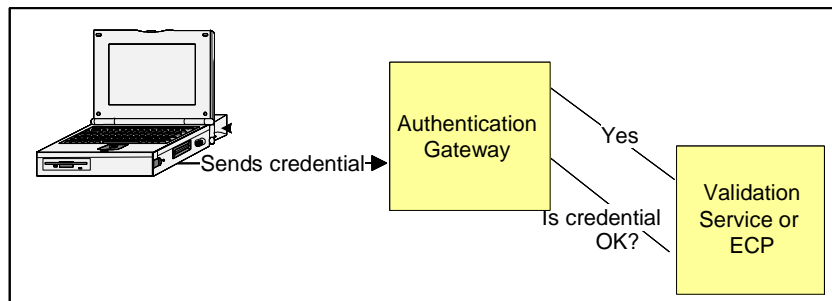 Sends credential
Authentication
Gateway
Yes
Is credential
OK?
Validation
Service or
ECP